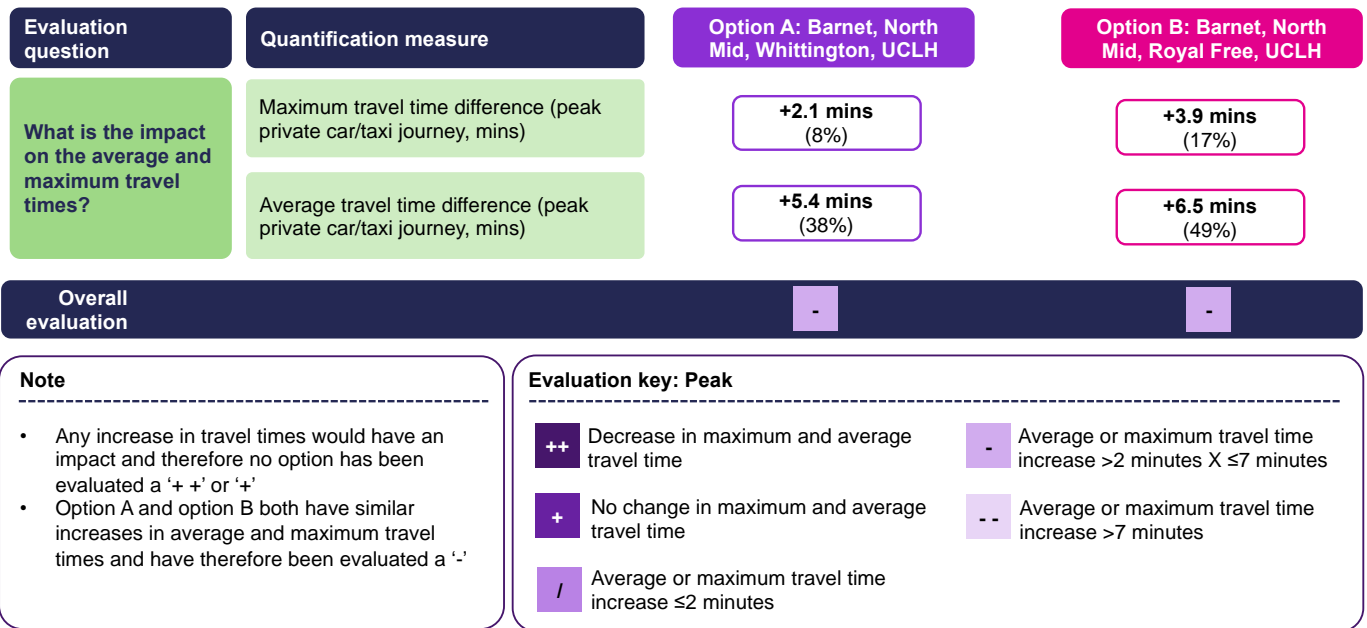 Evaluation
question
Quantification measure
Option A: Barnet, North
Mid, Whittington, UCLH
Option B: Barnet, North
Mid, Royal Free, UCLH
What is the impact
on the average and
maximum travel
times?
Maximum travel time difference (peak
private car/taxi journey, mins)
+2.1 mins
(8%)
+3.9 mins
(17%)
Average travel time difference (peak
private car/taxi journey, mins)
+5.4 mins
(38%)
+6.5 mins
(49%)
Overall
evaluation
-
-
Note
• Any increase in travel times would have an
impact and therefore no option has been
evaluated a ‘+ +’ or ‘+’
• Option A and option B both have similar
increases in average and maximum travel
times and have therefore been evaluated a ‘-’
Evaluation key: Peak
++ Decrease in maximum and average
travel time
+ No change in maximum and average
travel time
/ Average or maximum travel time
increase ≤2 minutes
- Average or maximum travel time
increase >2 minutes X ≤7 minutes
- - Average or maximum travel time
increase >7 minutes